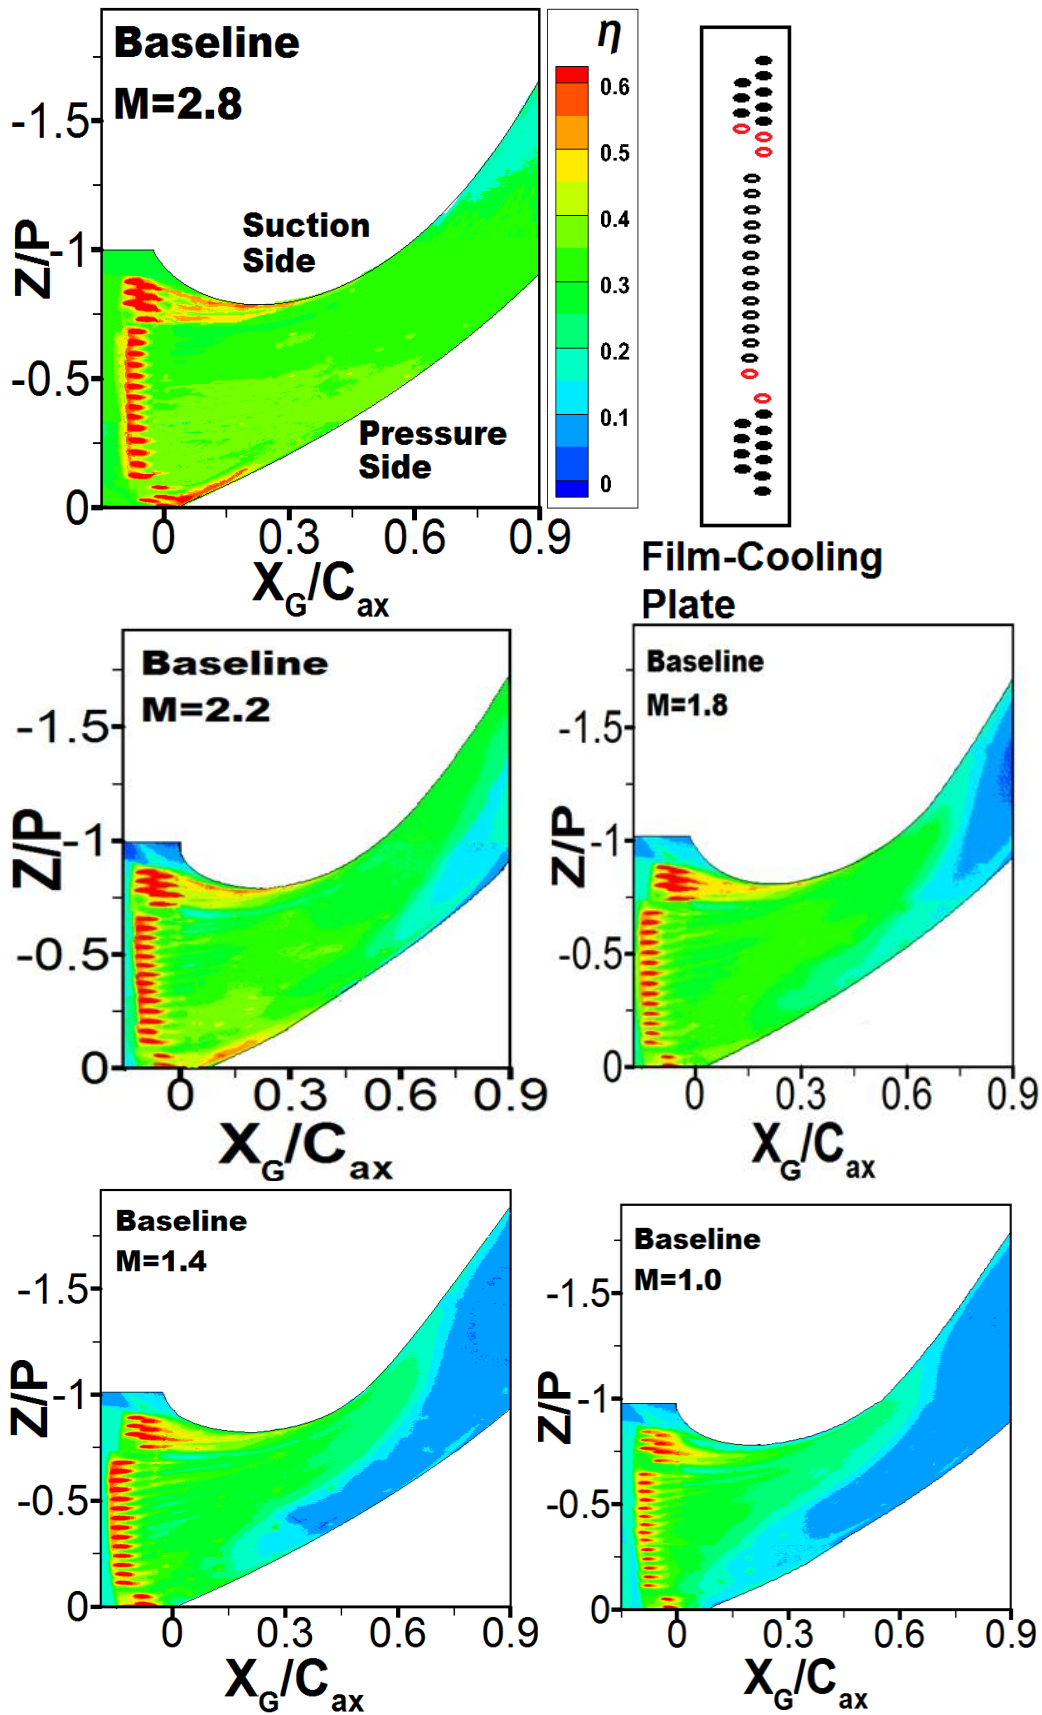 Baseline
M=2.8
η
0.6
0.5
0.4
0.3
0.2
0.1
0
Suction
Side
Pressure
Side
-1.5
-1
-0.5
0
Z/P
0 0.3 0.6 0.9
X_G/C_ax
Film-Cooling
Plate
Baseline
M=2.2
-1.5
-1
-0.5
0
Z/P
0 0.3 0.6 0.9
X_G/C_ax
Baseline
M=1.8
-1.5
-1
-0.5
0
Z/P
0 0.3 0.6 0.9
X_G/C_ax
Baseline
M=1.4
-1.5
-1
-0.5
0
Z/P
0 0.3 0.6 0.9
X_G/C_ax
Baseline
M=1.0
-1.5
-1
-0.5
0
Z/P
0 0.3 0.6 0.9
X_G/C_ax